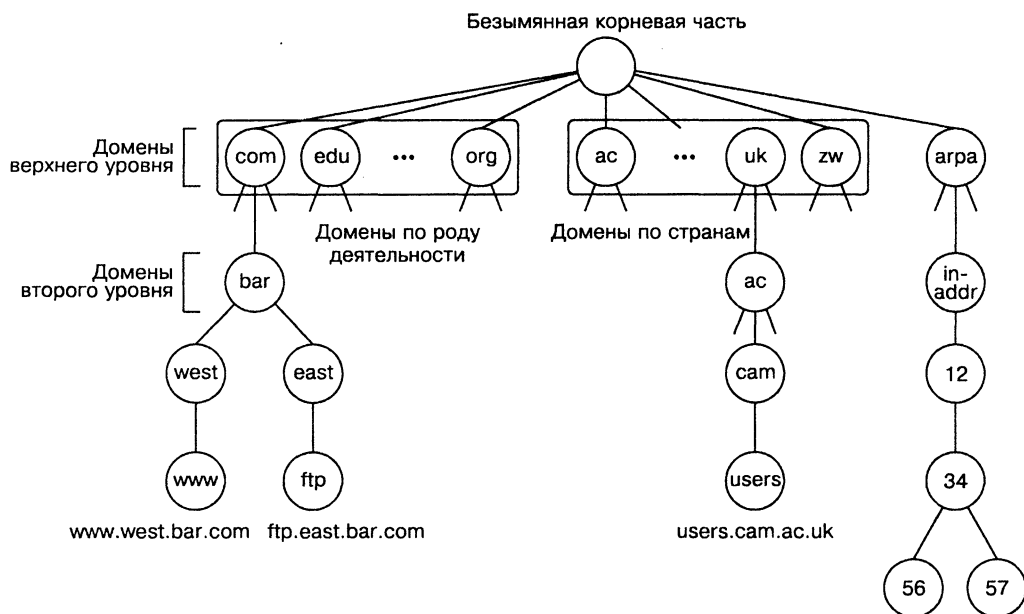 Безымянная корневая часть
Домены
верхнего уровня
com edu ... org ac ... uk zw arpa
Домены по роду
деятельности
Домены по странам
Домены
второго уровня
bar
ac
in-
addr
west east cam 12
www ftp users 34
www.west.bar.com ftp.east.bar.com users.cam.ac.uk
56 57